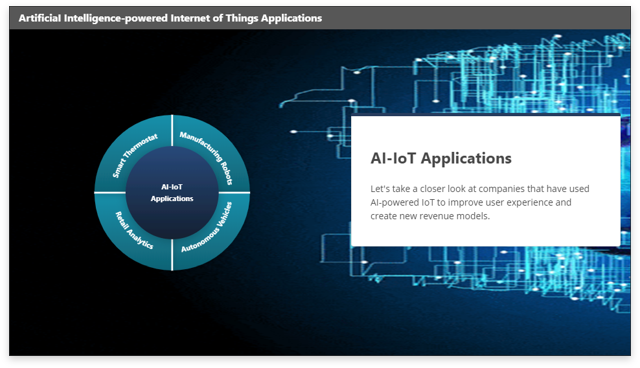 Artificial Intelligence-powered Internet of Things Applications
Smart Thermostat
Manufacturing Robots
AI-IoT
Applications
Retail Analytics
Autonomous Vehicles
AI-IoT Applications
Let's take a closer look at companies that have used
AI-powered IoT to improve user experience and
create new revenue models.